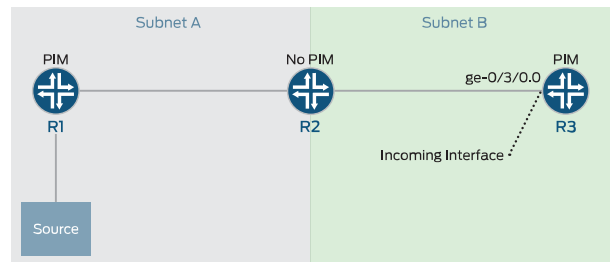 Subnet A
Subnet B
PIM
No PIM
PIM
ge-0/3/0.0
R1
R2
R3
Incoming Interface
Source